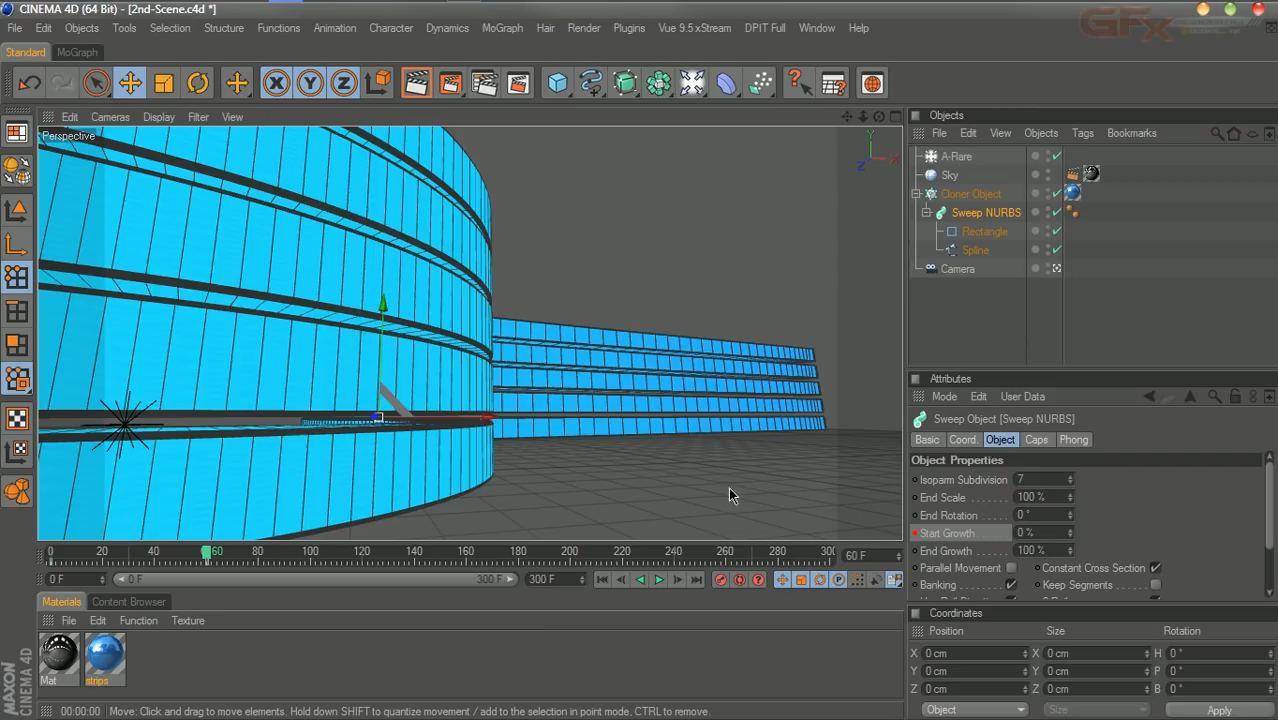 CINEMA 4D (64 Bit) - [2nd-Scene.c4d *]
GFx
File Edit Objects Tools Selection Structure Functions Animation Character Dynamics MoGraph Hair Render Plugins Vue 9.5 xStream DPIT Full Window Help
Standard MoGraph
X Y Z
Edit Cameras Display Filter View
Perspective
Y
X
Z
0 20 40 60 80 100 120 140 160 180 200 220 240 260 280 300
60 F
0 F 0 F 300 F 300 F
P
Materials Content Browser
File Edit Function Texture
Mat strips
MAXON
CINEMA 4D
00:00:00 Move: Click and drag to move elements. Hold down SHIFT to quantize movement / add to the selection in point mode, CTRL to remove.
Objects
File Edit View Objects Tags Bookmarks
A-Flare
Sky
Cloner Object
Sweep NURBS
Rectangle
Spline
Camera
Attributes
Mode Edit User Data
Sweep Object [Sweep NURBS]
Basic Coord. Object Caps Phong
Object Properties
Isoparm Subdivision 7
End Scale 100 %
End Rotation 0 °
Start Growth 0 %
End Growth 100 %
Parallel Movement Constant Cross Section
Banking Keep Segments
Coordinates
Position Size Rotation
X 0 cm X 0 cm H 0 °
Y 0 cm Y 0 cm P 0 °
Z 0 cm Z 0 cm B 0 °
Object Size Apply